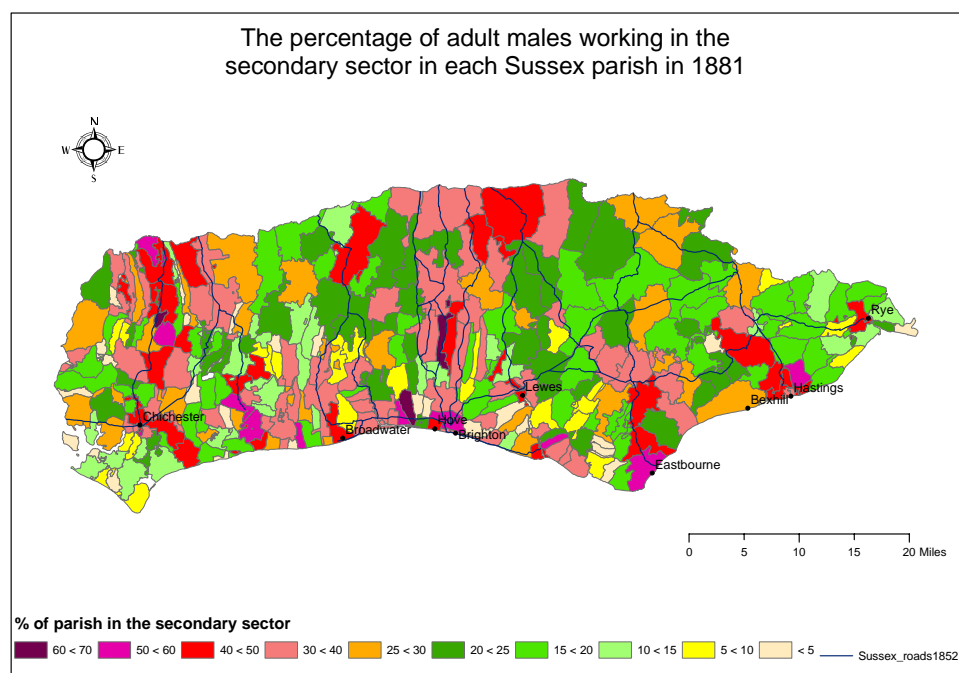 The percentage of adult males working in the
secondary sector in each Sussex parish in 1881
N
W E
S
Rye
Lewes
Hastings
Bexhill
Chichester
Hove
Broadwater
Brighton
Eastbourne
0 5 10 15 20 Miles
% of parish in the secondary sector
60 < 70 50 < 60 40 < 50 30 < 40 25 < 30 20 < 25 15 < 20 10 < 15 5 < 10 < 5 Sussex_roads1852